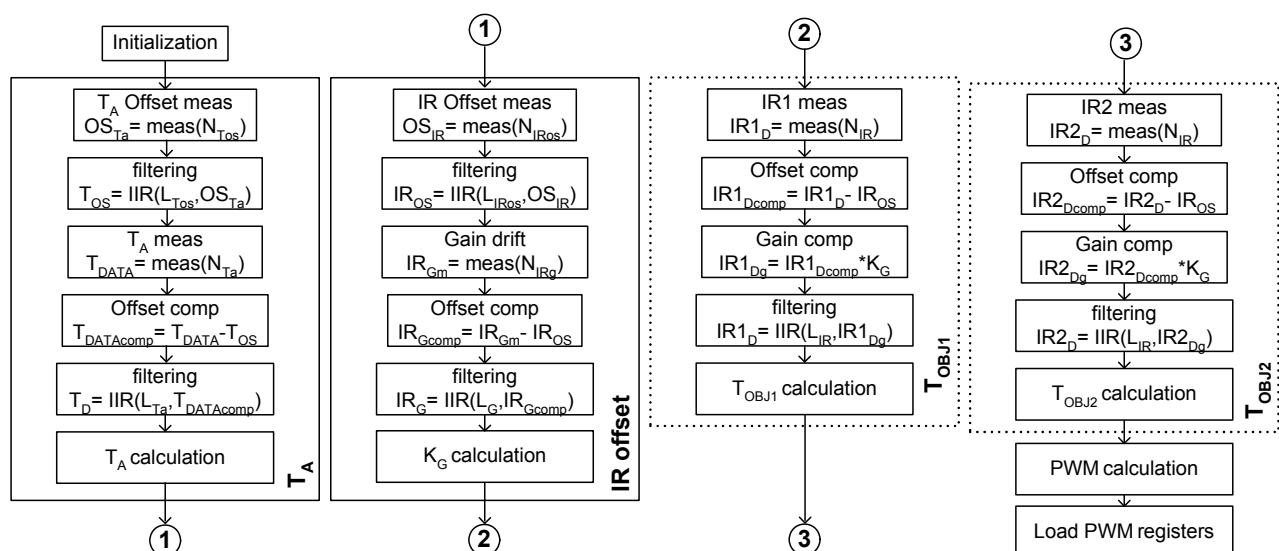 Initialization
T_A Offset meas
OS_Ta= meas(N_Tos)
filtering
T_OS= IIR(L_Tos,OS_Ta)
T_A meas
T_DATA= meas(N_Ta)
Offset comp
T_DATAcomp= T_DATA-T_OS
filtering
T_D= IIR(L_Ta,T_DATAcomp)
T_A calculation
T_A
1
1
IR Offset meas
OS_IR= meas(N_IRos)
filtering
IR_OS= IIR(L_IRos,OS_IR)
Gain drift
IR_Gm= meas(N_IRg)
Offset comp
IR_Gcomp= IR_Gm- IR_OS
filtering
IR_G= IIR(L_G,IR_Gcomp)
K_G calculation
IR offset
2
2
IR1 meas
IR1_D= meas(N_IR)
Offset comp
IR1_Dcomp= IR1_D- IR_OS
Gain comp
IR1_Dg= IR1_Dcomp*K_G
filtering
IR1_D= IIR(L_IR,IR1_Dg)
T_OBJ1 calculation
T_OBJ1
3
3
IR2 meas
IR2_D= meas(N_IR)
Offset comp
IR2_Dcomp= IR2_D- IR_OS
Gain comp
IR2_Dg= IR2_Dcomp*K_G
filtering
IR2_D= IIR(L_IR,IR2_Dg)
T_OBJ2 calculation
T_OBJ2
PWM calculation
Load PWM registers